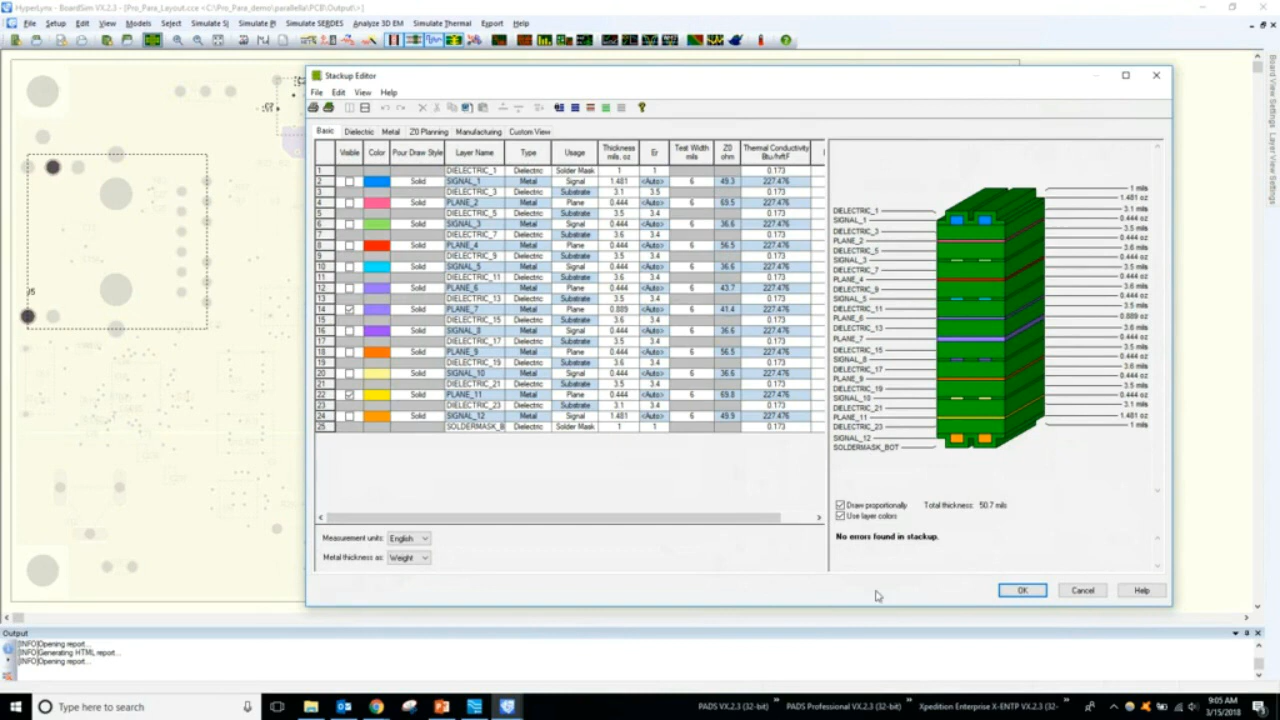 HyperLynx - BoardSim VX.2.3 - [Pro_Para_Layout.cce <C:\Pro_Para_demo\parallella\PCB\Output\>]
File Setup Edit View Models Select Simulate SI Simulate PI Simulate SERDES Analyze 3D EM Simulate Thermal Export Help
Stackup Editor
File Edit View Help
Basic Dielectric Metal Z0 Planning Manufacturing Custom View
Visible Color Pour Draw Style Layer Name Type Usage Thickness mils, oz Er Test Width mils Z0 ohm Thermal Conductivity Btu/hrftF
1 DIELECTRIC_1 Dielectric Solder Mask 1 1 0.173
2 Solid SIGNAL_1 Metal Signal 1.481 <Auto> 6 49.3 227.476
3 DIELECTRIC_3 Dielectric Substrate 3.1 3.5 0.173
4 Solid PLANE_2 Metal Plane 0.444 <Auto> 6 69.5 227.476
5 DIELECTRIC_5 Dielectric Substrate 3.5 3.4 0.173
6 Solid SIGNAL_3 Metal Signal 0.444 <Auto> 6 36.6 227.476
7 DIELECTRIC_7 Dielectric Substrate 3.6 3.4 0.173
8 Solid PLANE_4 Metal Plane 0.444 <Auto> 6 56.5 227.476
9 DIELECTRIC_9 Dielectric Substrate 3.5 3.4 0.173
10 Solid SIGNAL_5 Metal Signal 0.444 <Auto> 6 36.6 227.476
11 DIELECTRIC_11 Dielectric Substrate 3.6 3.4 0.173
12 Solid PLANE_6 Metal Plane 0.444 <Auto> 6 43.7 227.476
13 DIELECTRIC_13 Dielectric Substrate 3.5 3.4 0.173
14 Solid PLANE_7 Metal Plane 0.889 <Auto> 6 41.4 227.476
15 DIELECTRIC_15 Dielectric Substrate 3.6 3.4 0.173
16 Solid SIGNAL_8 Metal Signal 0.444 <Auto> 6 36.6 227.476
17 DIELECTRIC_17 Dielectric Substrate 3.5 3.4 0.173
18 Solid PLANE_9 Metal Plane 0.444 <Auto> 6 56.5 227.476
19 DIELECTRIC_19 Dielectric Substrate 3.6 3.4 0.173
20 Solid SIGNAL_10 Metal Signal 0.444 <Auto> 6 36.6 227.476
21 DIELECTRIC_21 Dielectric Substrate 3.5 3.4 0.173
22 Solid PLANE_11 Metal Plane 0.444 <Auto> 6 69.8 227.476
23 DIELECTRIC_23 Dielectric Substrate 3.1 3.4 0.173
24 Solid SIGNAL_12 Metal Signal 1.481 <Auto> 6 49.9 227.476
25 SOLDERMASK_B Dielectric Solder Mask 1 1 0.173
1 mils
1.481 oz
DIELECTRIC_1 3.1 mils
SIGNAL_1 0.444 oz
DIELECTRIC_3 3.5 mils
PLANE_2 0.444 oz
DIELECTRIC_5 3.6 mils
SIGNAL_3 0.444 oz
DIELECTRIC_7 3.5 mils
PLANE_4 0.444 oz
DIELECTRIC_9 3.6 mils
SIGNAL_5 0.444 oz
DIELECTRIC_11 3.5 mils
PLANE_6 0.889 oz
DIELECTRIC_13 3.6 mils
PLANE_7 0.444 oz
DIELECTRIC_15 3.5 mils
SIGNAL_8 0.444 oz
DIELECTRIC_17 3.6 mils
PLANE_9 0.444 oz
DIELECTRIC_19 3.5 mils
SIGNAL_10 0.444 oz
DIELECTRIC_21 3.1 mils
PLANE_11 1.481 oz
DIELECTRIC_23 1 mils
SIGNAL_12
SOLDERMASK_BOT
Draw proportionally Total thickness: 50.7 mils
Use layer colors
No errors found in stackup.
Measurement units: English
Metal thickness as: Weight
OK Cancel Help
J5
Board View Settings Layer View Settings
Output
[INFO]Opening report...
[INFO]Generating HTML report...
[INFO]Opening report...
Type here to search
PADS VX.2.3 (32-bit) PADS Professional VX.2.3 (32-bit) Xpedition Enterprise X-ENTP VX.2.3 (32-
9:05 AM
3/15/2018